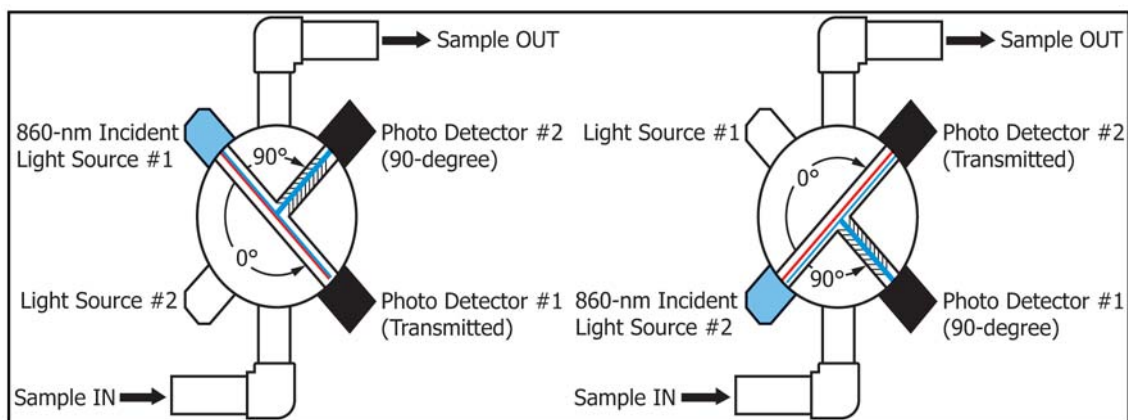 Sample OUT
860-nm Incident
Light Source #1
90°
Photo Detector #2
(90-degree)
0°
Light Source #2
Photo Detector #1
(Transmitted)
Sample IN
Sample OUT
Light Source #1
Photo Detector #2
(Transmitted)
0°
90°
860-nm Incident
Light Source #2
Photo Detector #1
(90-degree)
Sample IN